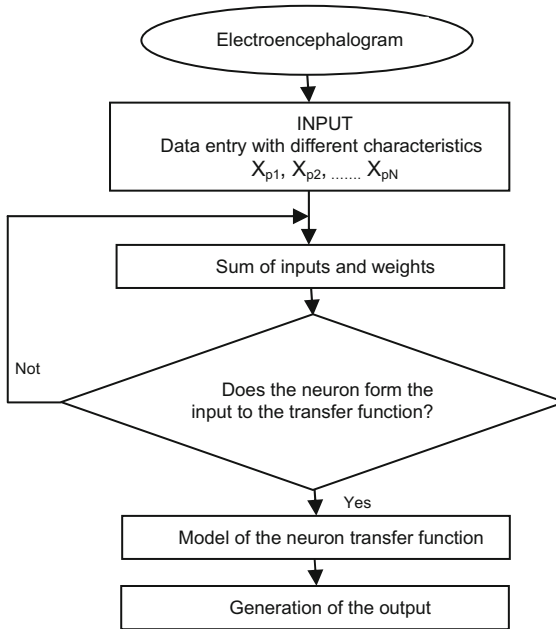 Electroencephalogram
INPUT
Data entry with different characteristics
Xp1, Xp2, ....... XpN
Sum of inputs and weights
Not
Does the neuron form the
input to the transfer function?
Yes
Model of the neuron transfer function
Generation of the output